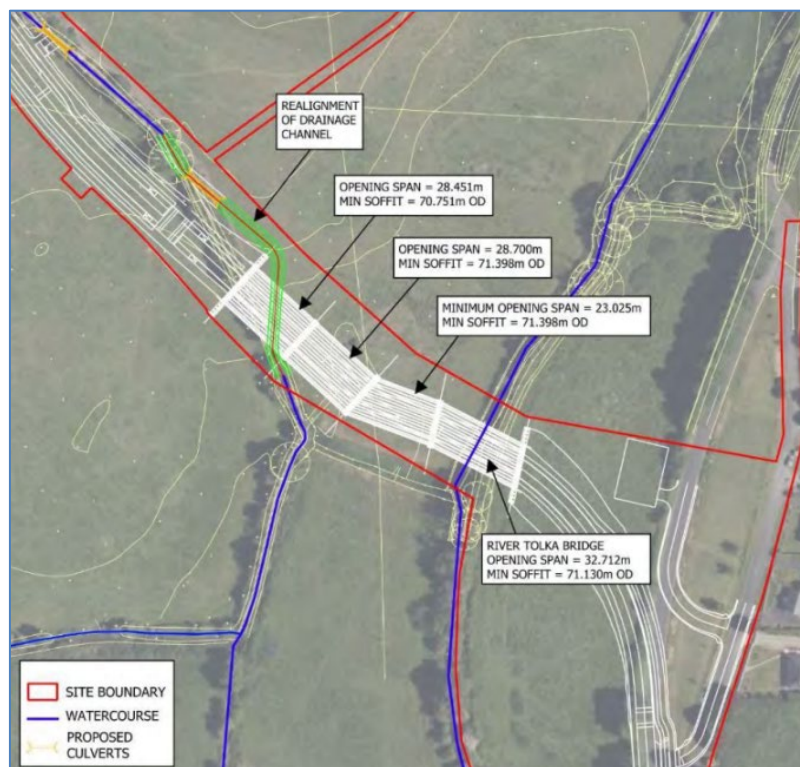 REALIGNMENT
OF DRAINAGE
CHANNEL
OPENING SPAN = 28.451m
MIN SOFFIT = 70.751m OD
OPENING SPAN = 28.700m
MIN SOFFIT = 71.398m OD
MINIMUM OPENING SPAN = 23.025m
MIN SOFFIT = 71.398m OD
RIVER TOLKA BRIDGE
OPENING SPAN = 32.712m
MIN SOFFIT = 71.130m OD
SITE BOUNDARY
WATERCOURSE
PROPOSED
CULVERTS